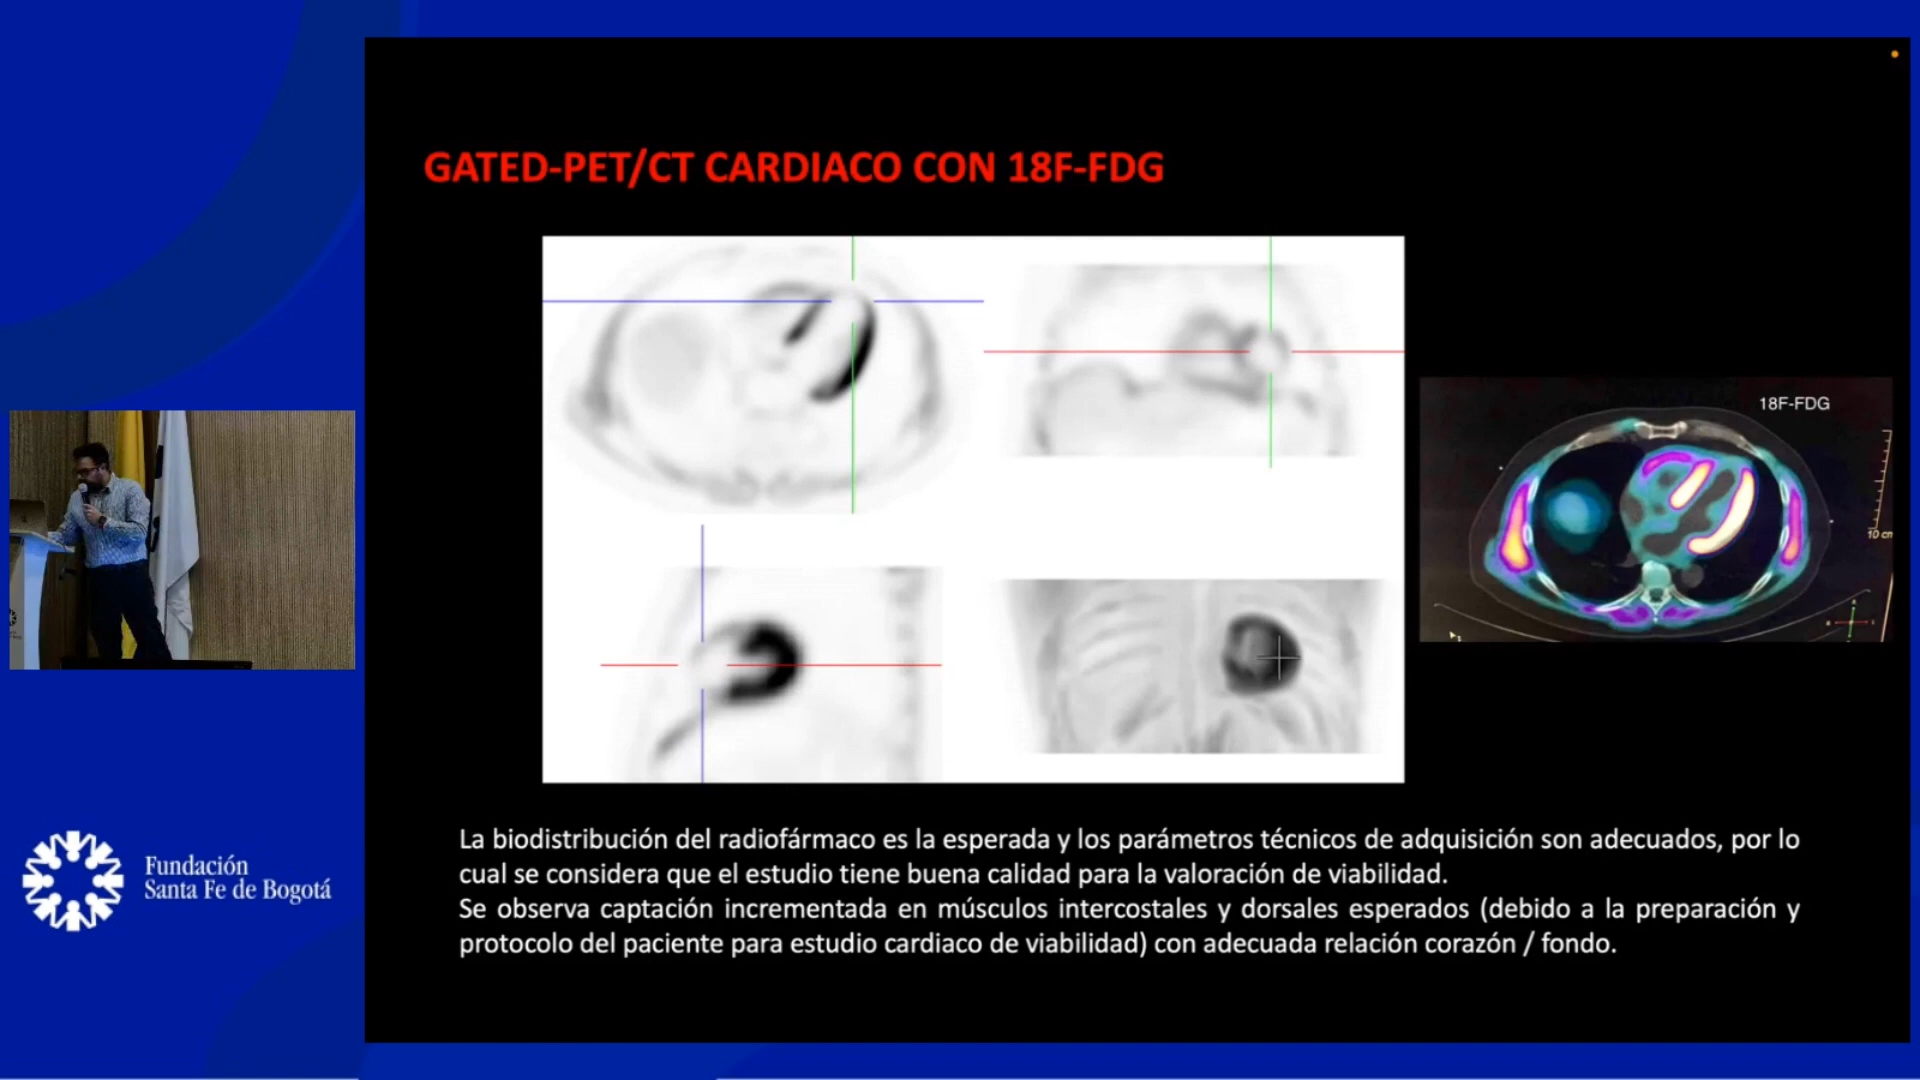 GATED-PET/CT CARDIACO CON 18F-FDG
18F-FDG
10 cm
La biodistribución del radiofármaco es la esperada y los parámetros técnicos de adquisición son adecuados, por lo
cual se considera que el estudio tiene buena calidad para la valoración de viabilidad.
Se observa captación incrementada en músculos intercostales y dorsales esperados (debido a la preparación y
protocolo del paciente para estudio cardiaco de viabilidad) con adecuada relación corazón / fondo.
Fundación
Santa Fe de Bogotá